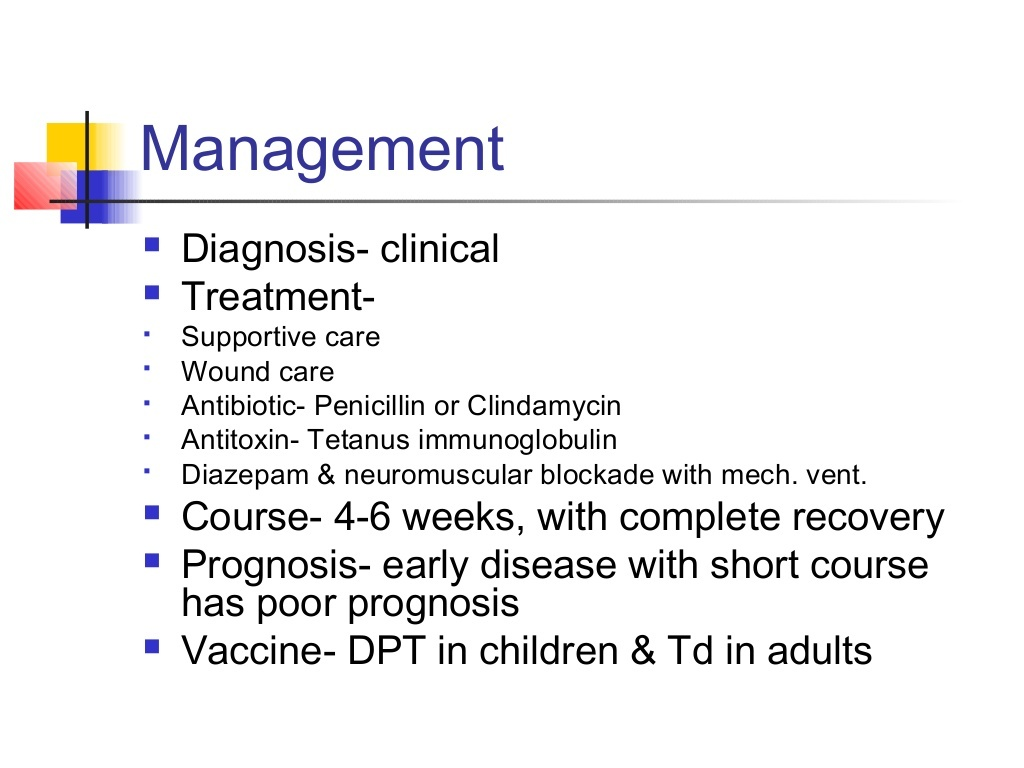 Management
Diagnosis- clinical
Treatment-
Supportive care
Wound care
Antibiotic- Penicillin or Clindamycin
Antitoxin- Tetanus immunoglobulin
Diazepam & neuromuscular blockade with mech. vent.
Course- 4-6 weeks, with complete recovery
Prognosis- early disease with short course
has poor prognosis
Vaccine- DPT in children & Td in adults